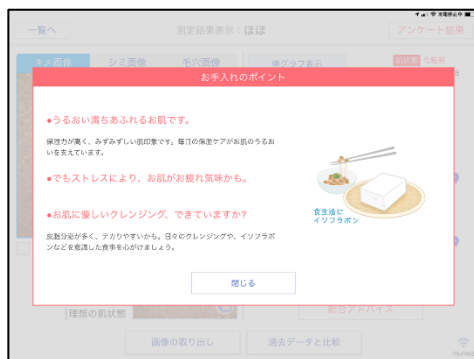 一覧へ
測定結果表示：ほほ
アンケート結果
キメ画像
シミ画像
毛穴画像
肌状態
化粧有
お手入れのポイント
●うるおい満ちあふれるお肌です。
保湿力が高く、みずみずしい肌印象です。毎日の保湿ケアがお肌のうるお
いを支えています。
●でもストレスにより、お肌がお疲れ気味かも。
●お肌に優しいクレンジング、できていますか?
皮脂分泌が多く、テカりやすいかも。日々のクレンジングや、イソフラボ
ンなどを意識した食事を心がけましょう。
食生活に
イソフラボン
閉じる
理想の肌状態
総合アドバイス
画像の取り出し
過去データと比較